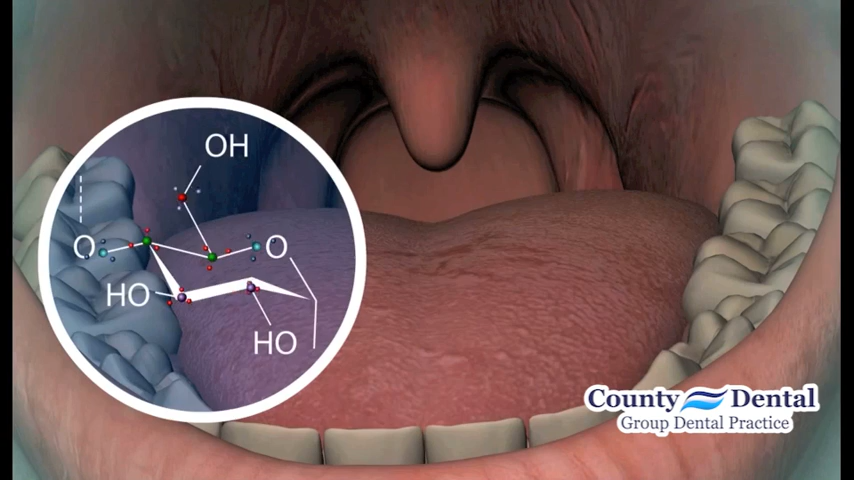 OH
O
O
HO
HO
County Dental
Group Dental Practice